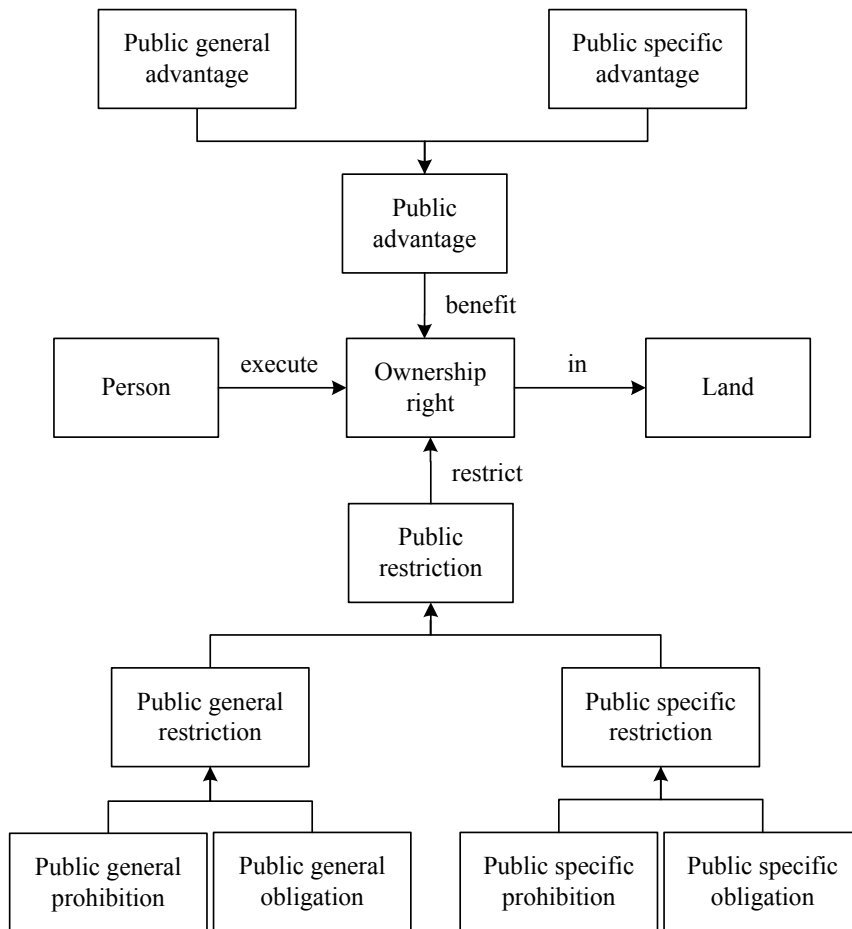 Public general
advantage
Public specific
advantage
Public
advantage
benefit
Person
execute
Ownership
right
in
Land
restrict
Public
restriction
Public general
restriction
Public specific
restriction
Public general
prohibition
Public general
obligation
Public specific
prohibition
Public specific
obligation